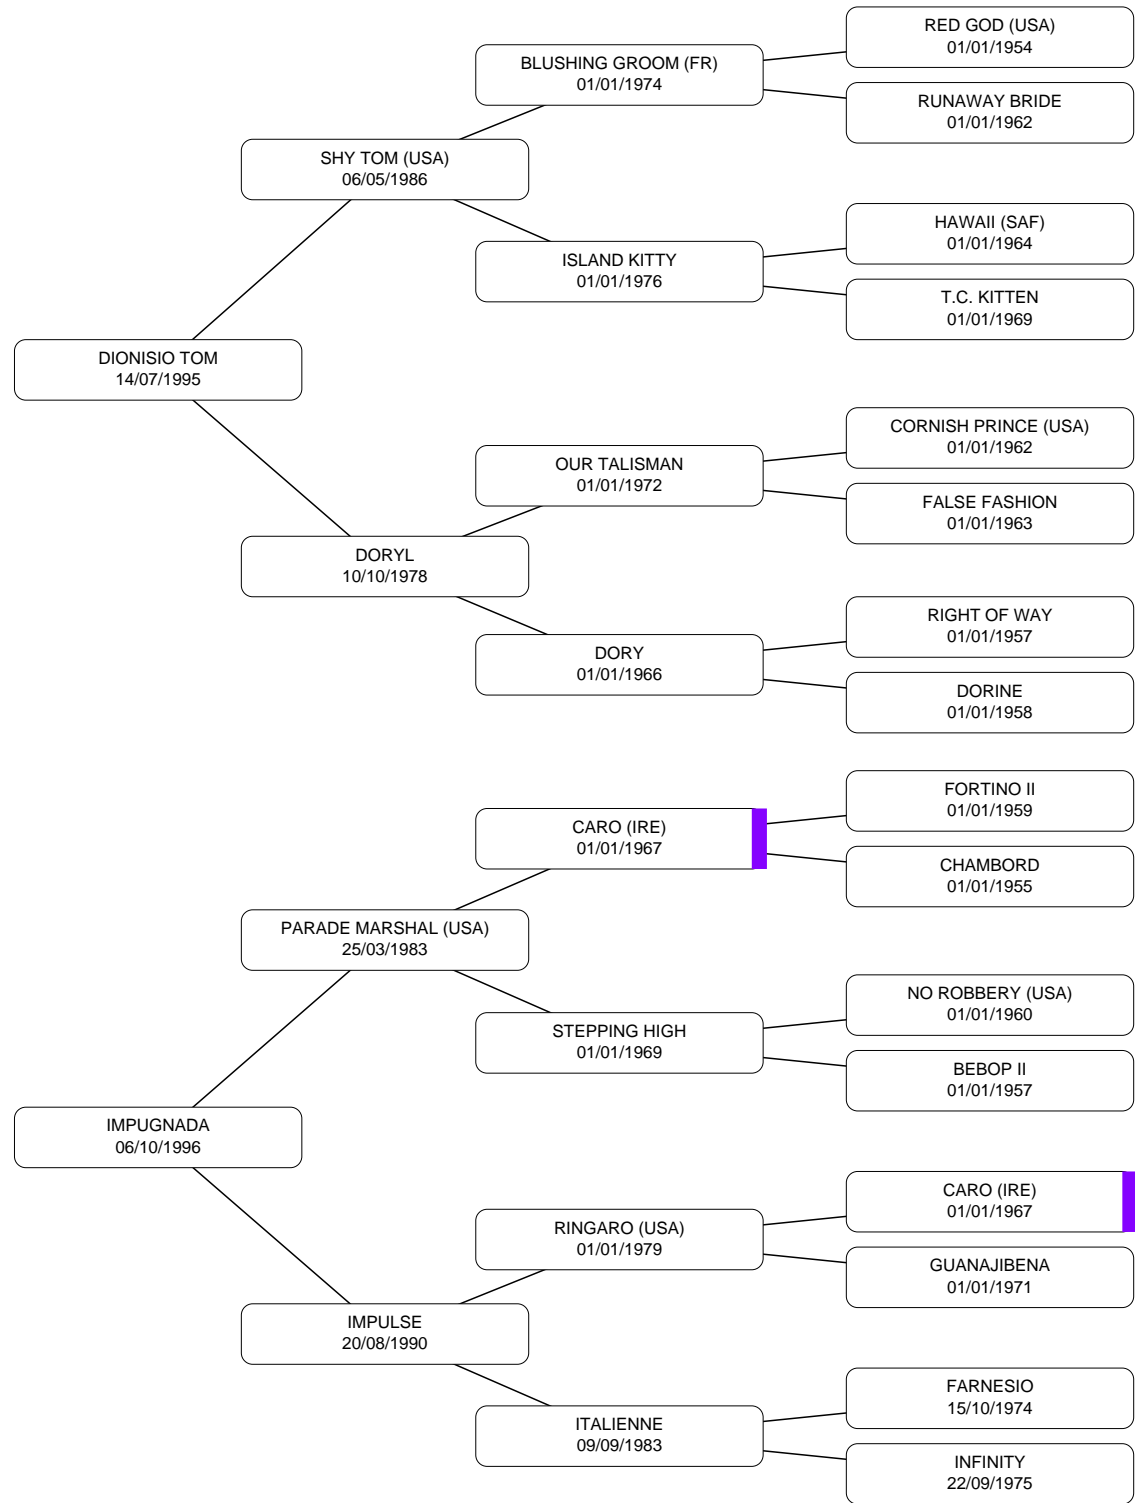 RED GOD (USA)
01/01/1954
BLUSHING GROOM (FR)
01/01/1974
RUNAWAY BRIDE
01/01/1962
SHY TOM (USA)
06/05/1986
HAWAII (SAF)
01/01/1964
ISLAND KITTY
01/01/1976
T.C. KITTEN
01/01/1969
DIONISIO TOM
14/07/1995
CORNISH PRINCE (USA)
01/01/1962
OUR TALISMAN
01/01/1972
FALSE FASHION
01/01/1963
DORYL
10/10/1978
RIGHT OF WAY
01/01/1957
DORY
01/01/1966
DORINE
01/01/1958
FORTINO II
01/01/1959
CARO (IRE)
01/01/1967
CHAMBORD
01/01/1955
PARADE MARSHAL (USA)
25/03/1983
NO ROBBERY (USA)
01/01/1960
STEPPING HIGH
01/01/1969
BEBOP II
01/01/1957
IMPUGNADA
06/10/1996
CARO (IRE)
01/01/1967
RINGARO (USA)
01/01/1979
GUANAJIBENA
01/01/1971
IMPULSE
20/08/1990
FARNESIO
15/10/1974
ITALIENNE
09/09/1983
INFINITY
22/09/1975